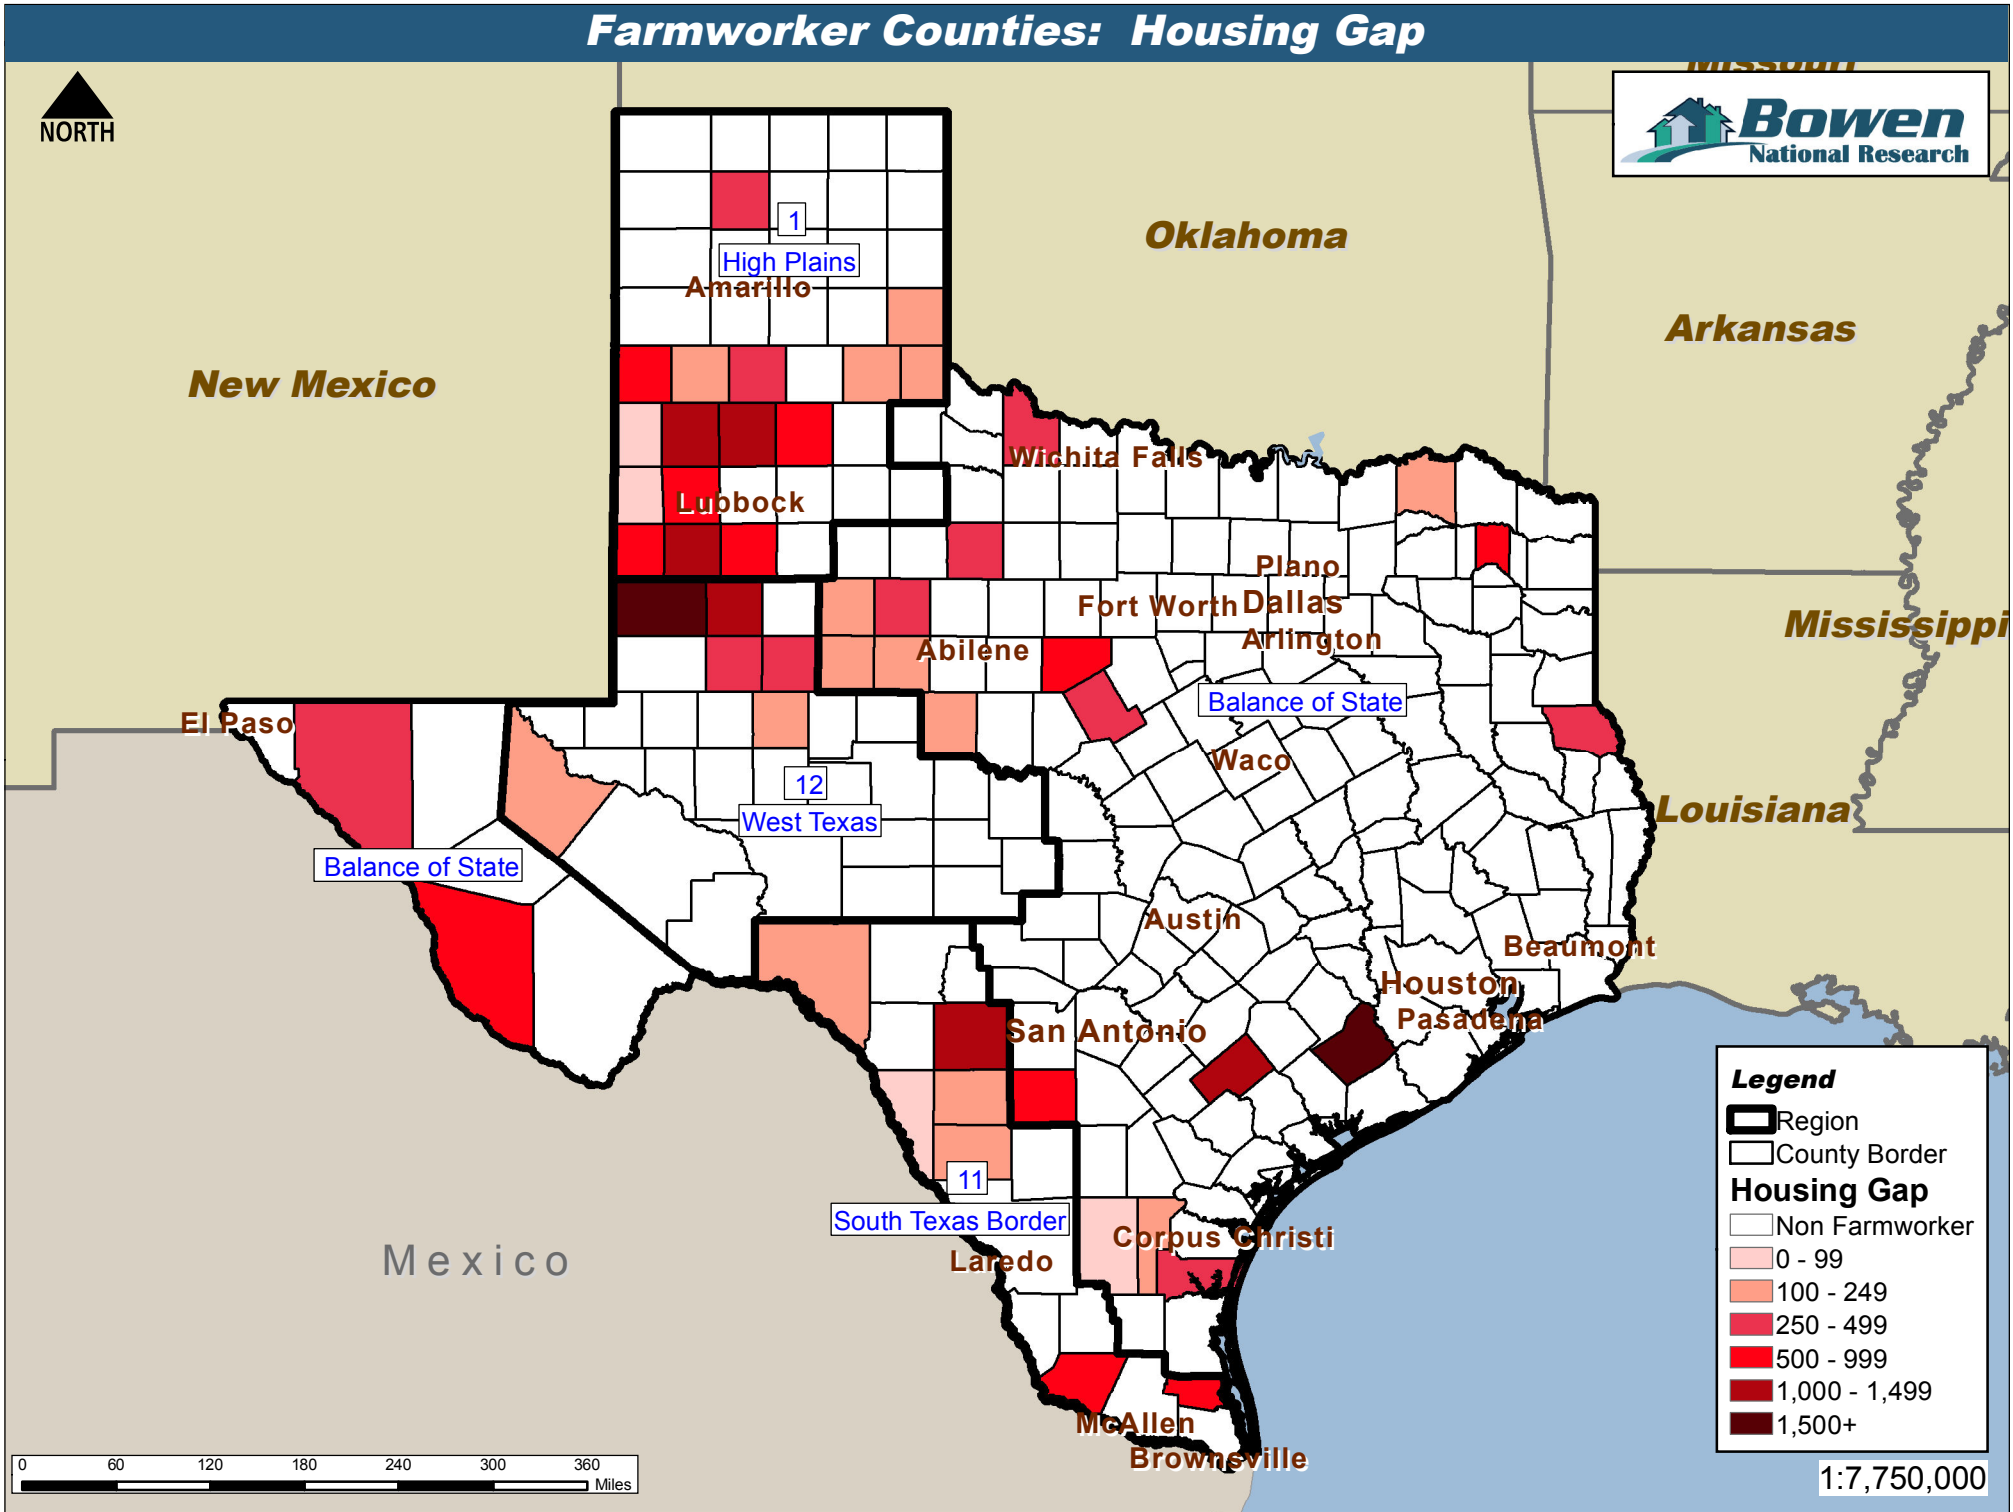 Farmworker Counties: Housing Gap
Missouri
NORTH
Bowen
National Research
1
High Plains
Amarillo
Oklahoma
Arkansas
New Mexico
Wichita Falls
Lubbock
Plano
Fort Worth
Dallas
Arlington
Mississippi
Abilene
Balance of State
El Paso
Waco
12
West Texas
Louisiana
Balance of State
Austin
Beaumont
Houston
Pasadena
San Antonio
11
South Texas Border
Corpus Christi
Laredo
Mexico
McAllen
Brownsville
Legend
Region
County Border
Housing Gap
Non Farmworker
0 - 99
100 - 249
250 - 499
500 - 999
1,000 - 1,499
1,500+
0 60 120 180 240 300 360
Miles
1:7,750,000